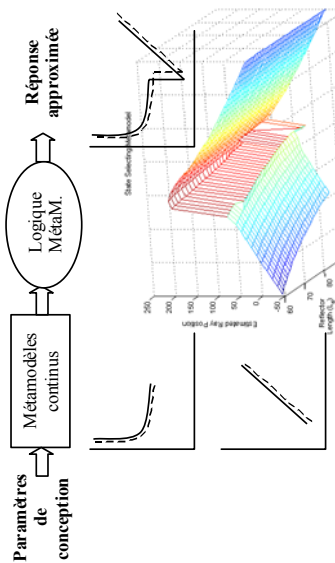 Paramètres
de
conception
Métamodèles
continus
Logique
MétaM.
Réponse
approximée
State Selecting Metamodel
Estimated Ray Position
250
200
150
100
50
0
-50
60
70
80
Reflector
Length (L